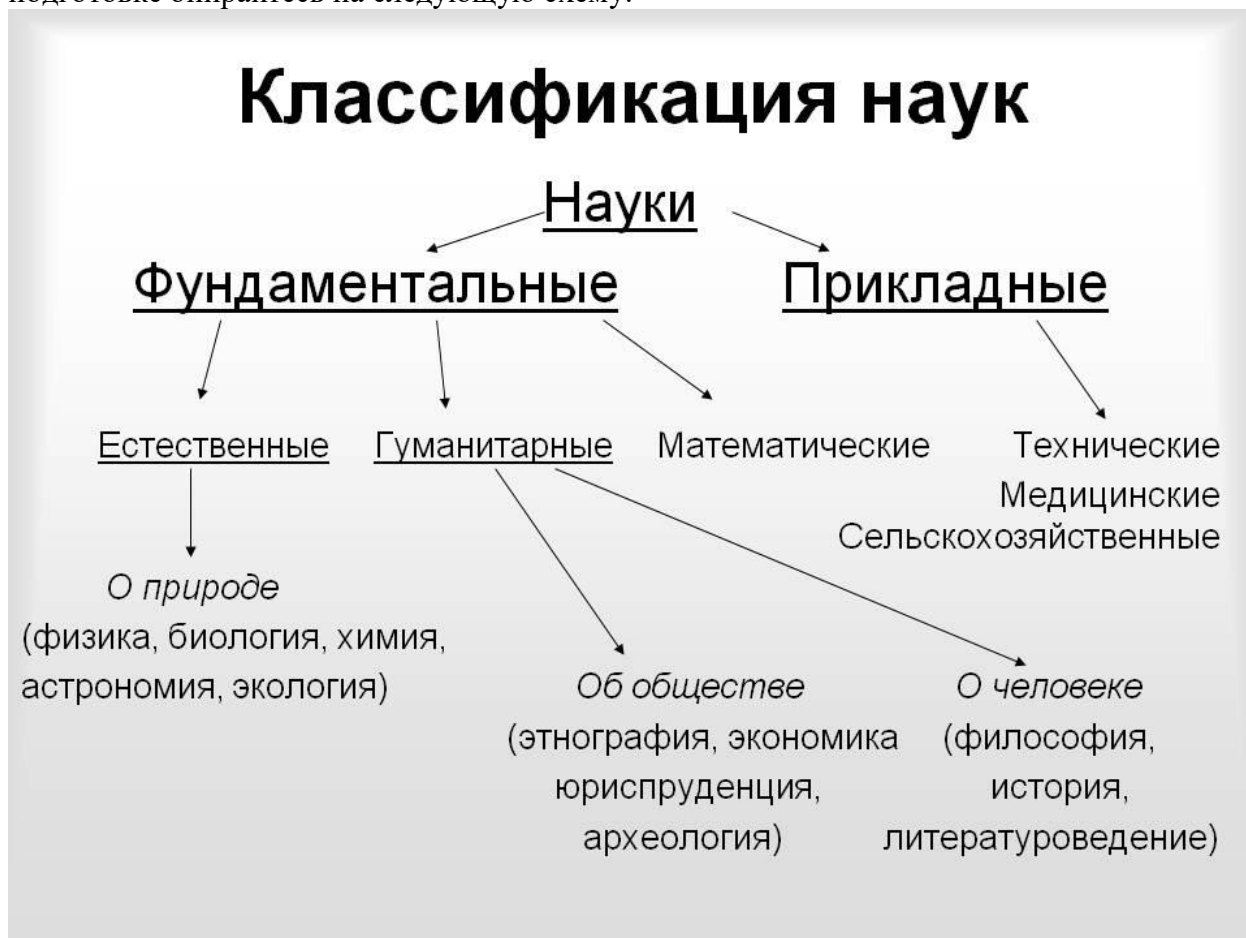 подготовке опирайтесь на следующую схему:
Классификация наук
Науки
Фундаментальные Прикладные
Естественные Гуманитарные Математические Технические
Медицинские
Сельскохозяйственные
О природе
(физика, биология, химия,
астрономия, экология)
Об обществе
(этнография, экономика
юриспруденция,
археология)
О человеке
(философия,
история,
литературоведение)